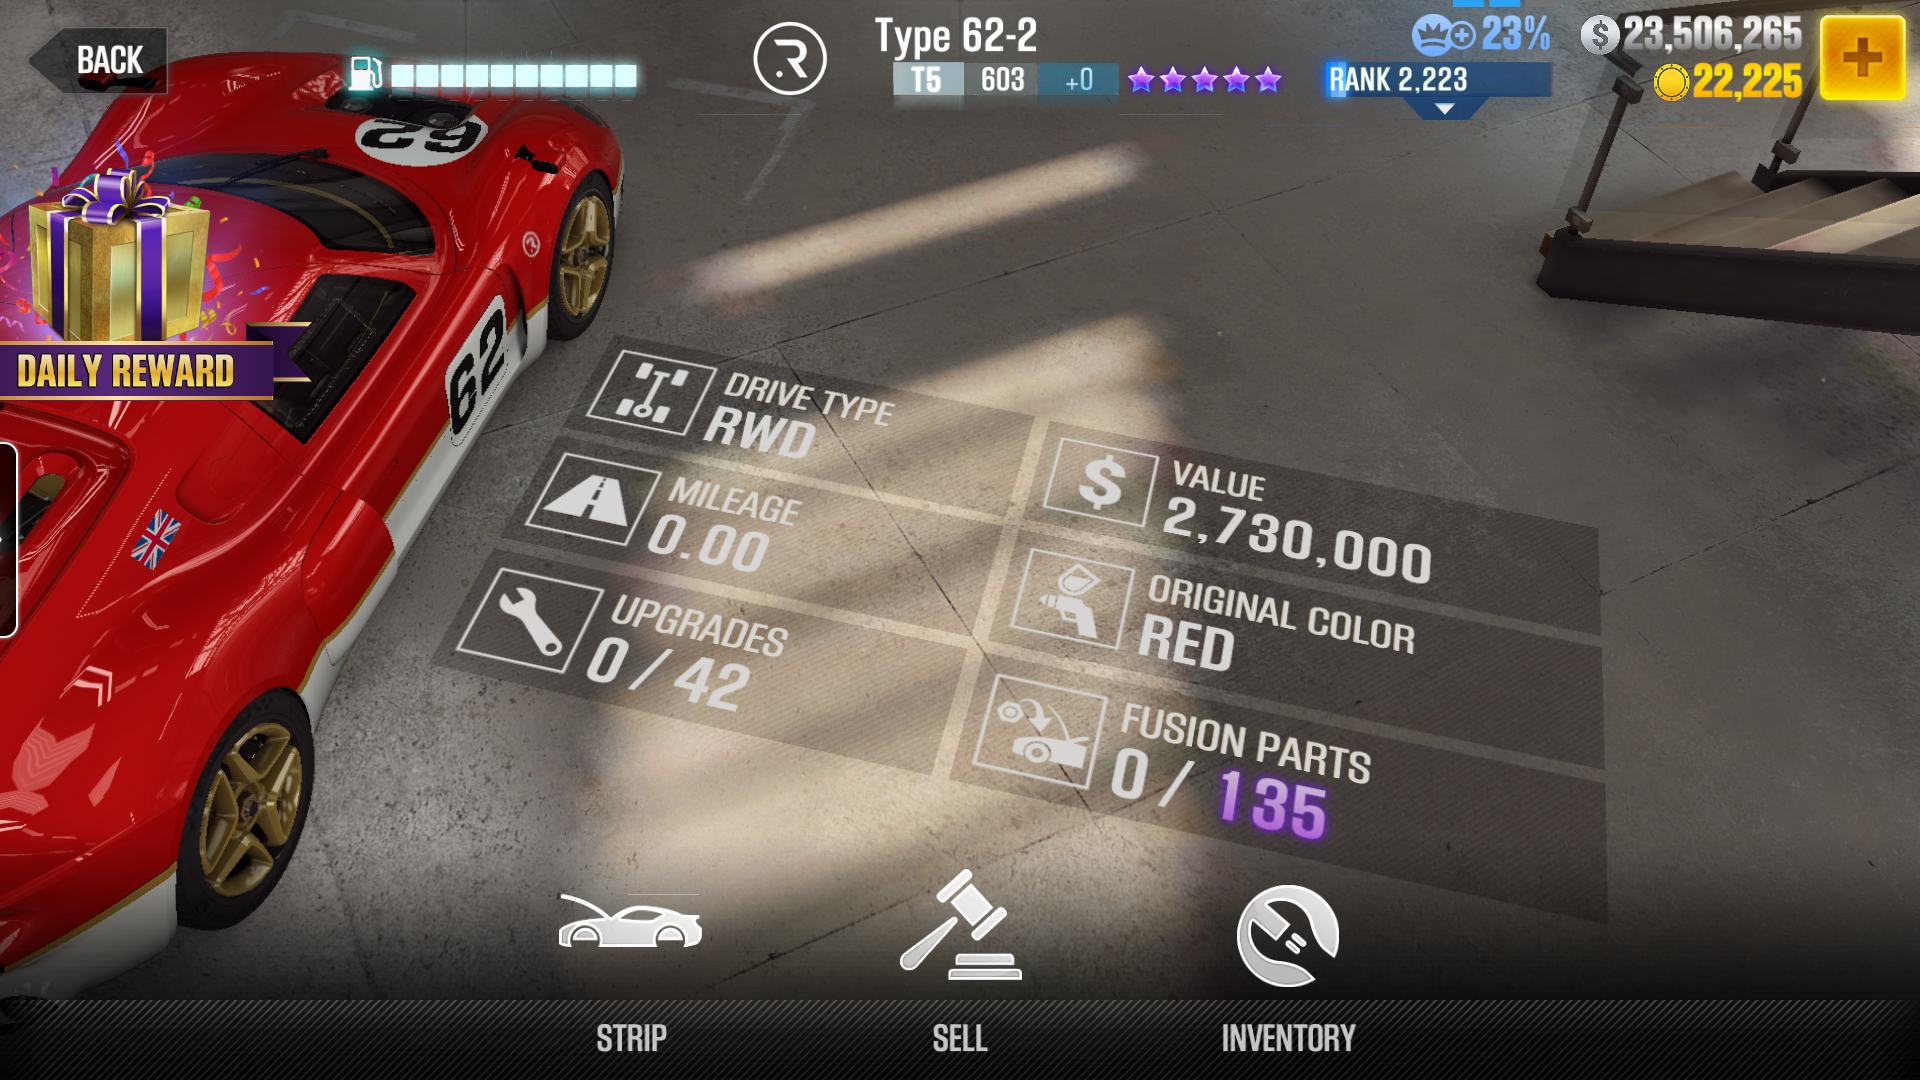 BACK
Type 62-2
T5 603 +0
23%
RANK 2,223
23,506,265
22,225
DAILY REWARD
62
62
DRIVE TYPE
RWD
MILEAGE
0.00
UPGRADES
0 / 42
VALUE
2,730,000
ORIGINAL COLOR
RED
FUSION PARTS
0 / 135
STRIP
SELL
INVENTORY